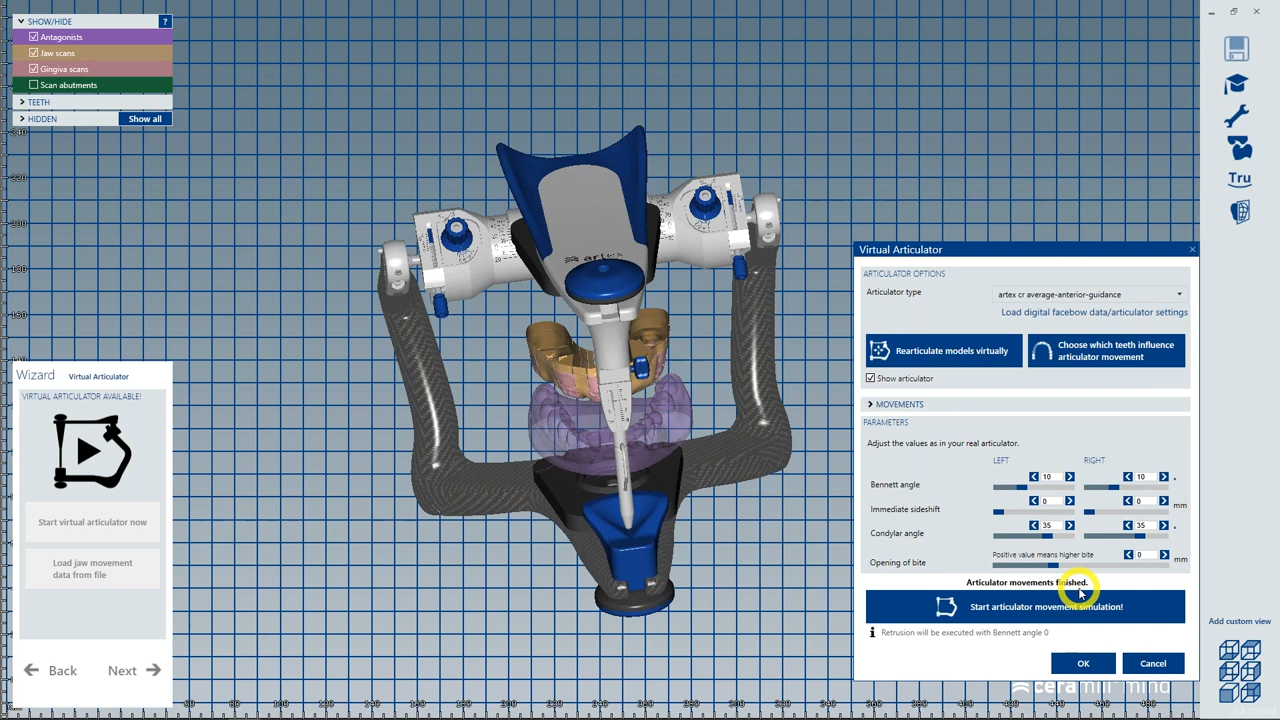 SHOW/HIDE
?
Antagonists
Jaw scans
Gingiva scans
Scan abutments
TEETH
HIDDEN
Show all
artex
Tru
Virtual Articulator
ARTICULATOR OPTIONS
Articulator type
artex cr average-anterior-guidance
Load digital facebow data/articulator settings
Rearticulate models virtually
Choose which teeth influence
articulator movement
Show articulator
MOVEMENTS
PARAMETERS
Adjust the values as in your real articulator.
LEFT
RIGHT
Bennett angle
10
10
°
Immediate sideshift
0
0
mm
Condylar angle
35
35
°
Opening of bite
Positive value means higher bite
0
mm
Articulator movements finished.
Start articulator movement simulation!
Retrusion will be executed with Bennett angle 0
OK
Cancel
ceramill mind
Wizard
Virtual Articulator
VIRTUAL ARTICULATOR AVAILABLE!
Start virtual articulator now
Load jaw movement
data from file
Back
Next
Add custom view